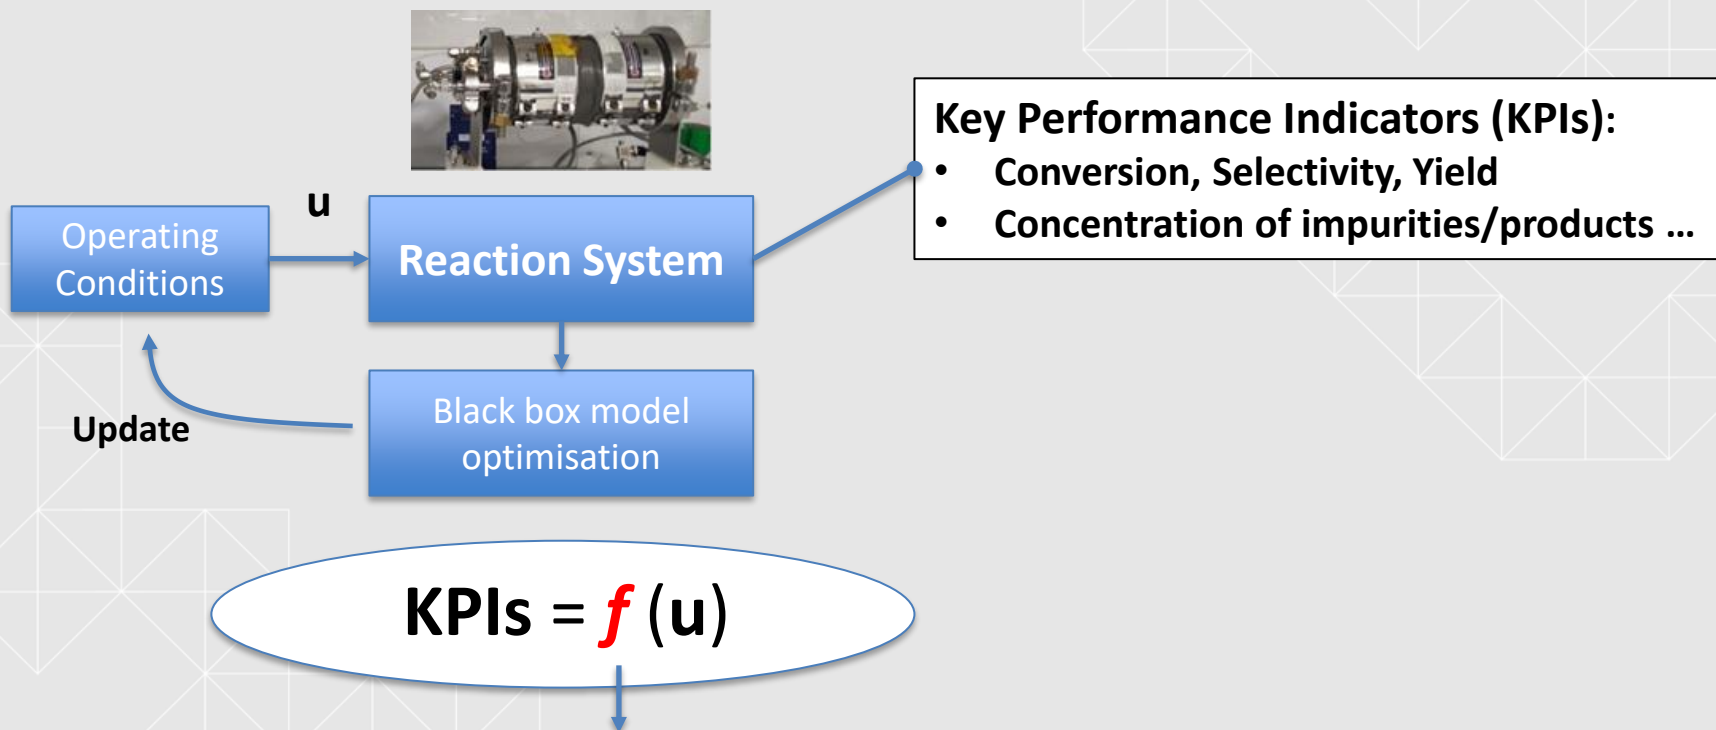 Key Performance Indicators (KPIs):
• Conversion, Selectivity, Yield
• Concentration of impurities/products ...
u
Operating
Conditions
Reaction System
Black box model
optimisation
Update
KPIs = f (u)